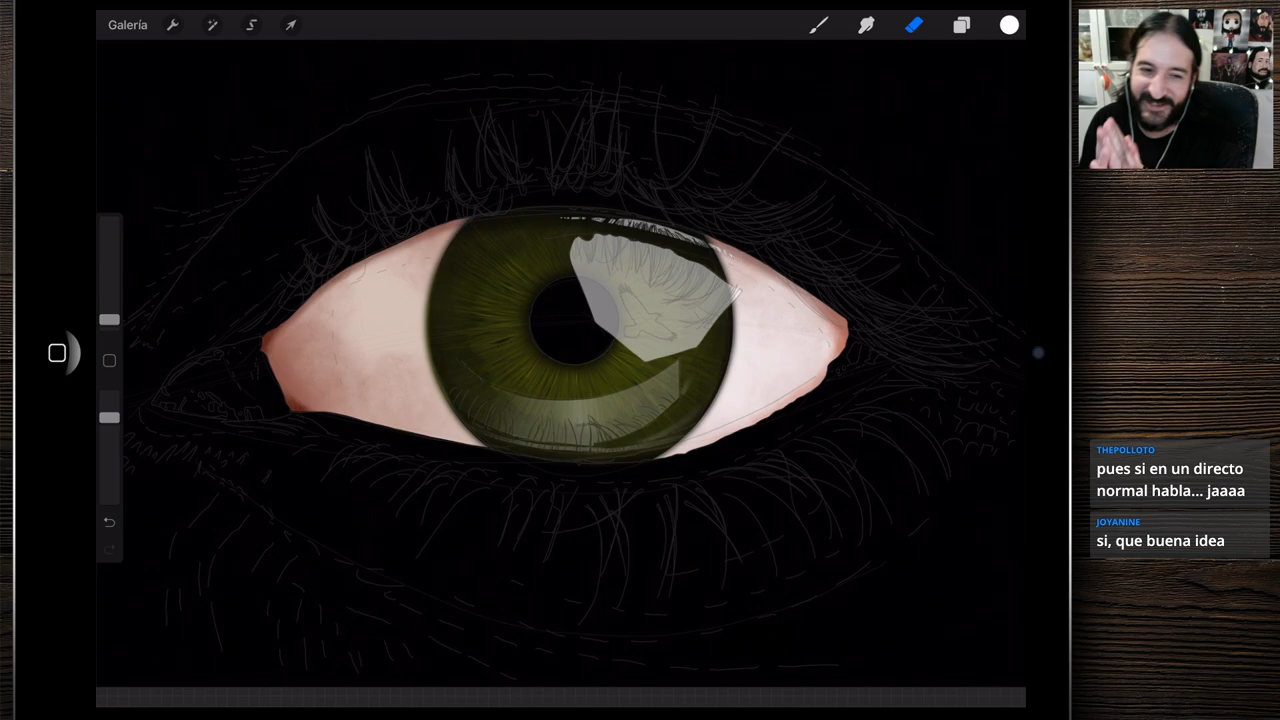 Galería
THEPOLLOTO
pues si en un directo
normal habla... jaaaa
JOYANINE
si, que buena idea